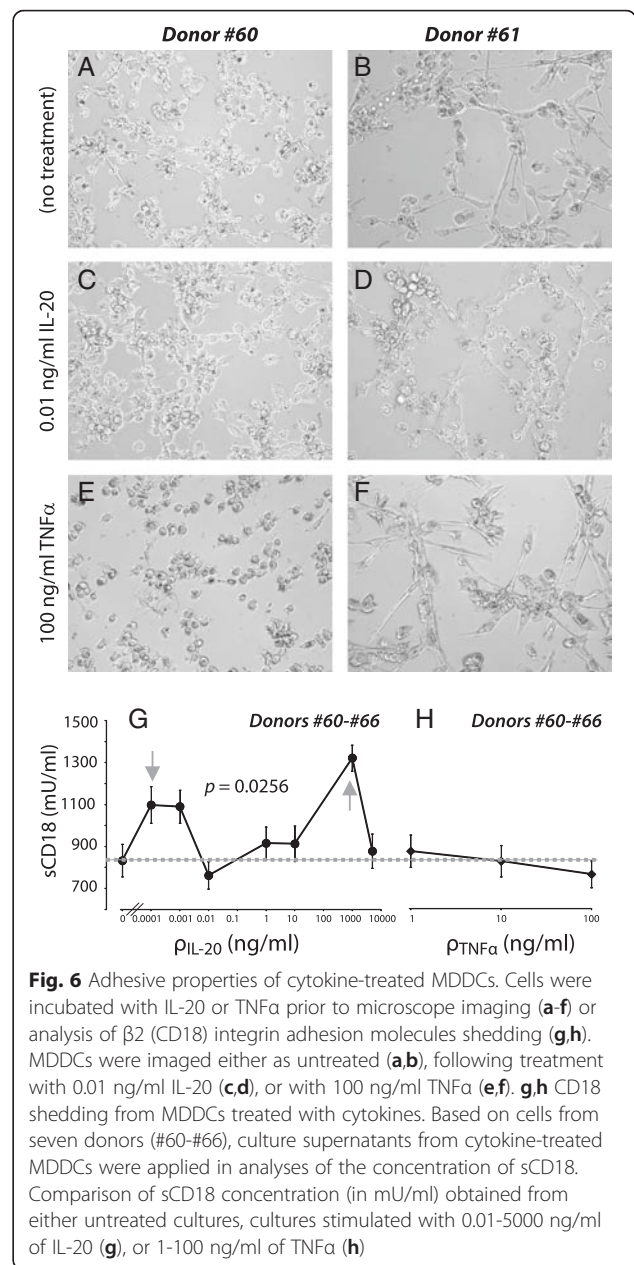 Donor #60
Donor #61
(no treatment)
A
B
0.01 ng/ml IL-20
C
D
100 ng/ml TNFα
E
F
sCD18 (mU/ml)
1500
1300
1100
900
700
G
Donors #60-#66
p = 0.0256
0 0.0001 0.001 0.01 0.1 1 10 100 1000 10000
ρIL-20 (ng/ml)
H
Donors #60-#66
1 10 100
ρTNFα (ng/ml)
Fig. 6 Adhesive properties of cytokine-treated MDDCs. Cells were
incubated with IL-20 or TNFα prior to microscope imaging (a-f) or
analysis of β2 (CD18) integrin adhesion molecules shedding (g,h).
MDDCs were imaged either as untreated (a,b), following treatment
with 0.01 ng/ml IL-20 (c,d), or with 100 ng/ml TNFα (e,f). g,h CD18
shedding from MDDCs treated with cytokines. Based on cells from
seven donors (#60-#66), culture supernatants from cytokine-treated
MDDCs were applied in analyses of the concentration of sCD18.
Comparison of sCD18 concentration (in mU/ml) obtained from
either untreated cultures, cultures stimulated with 0.01-5000 ng/ml
of IL-20 (g), or 1-100 ng/ml of TNFα (h)